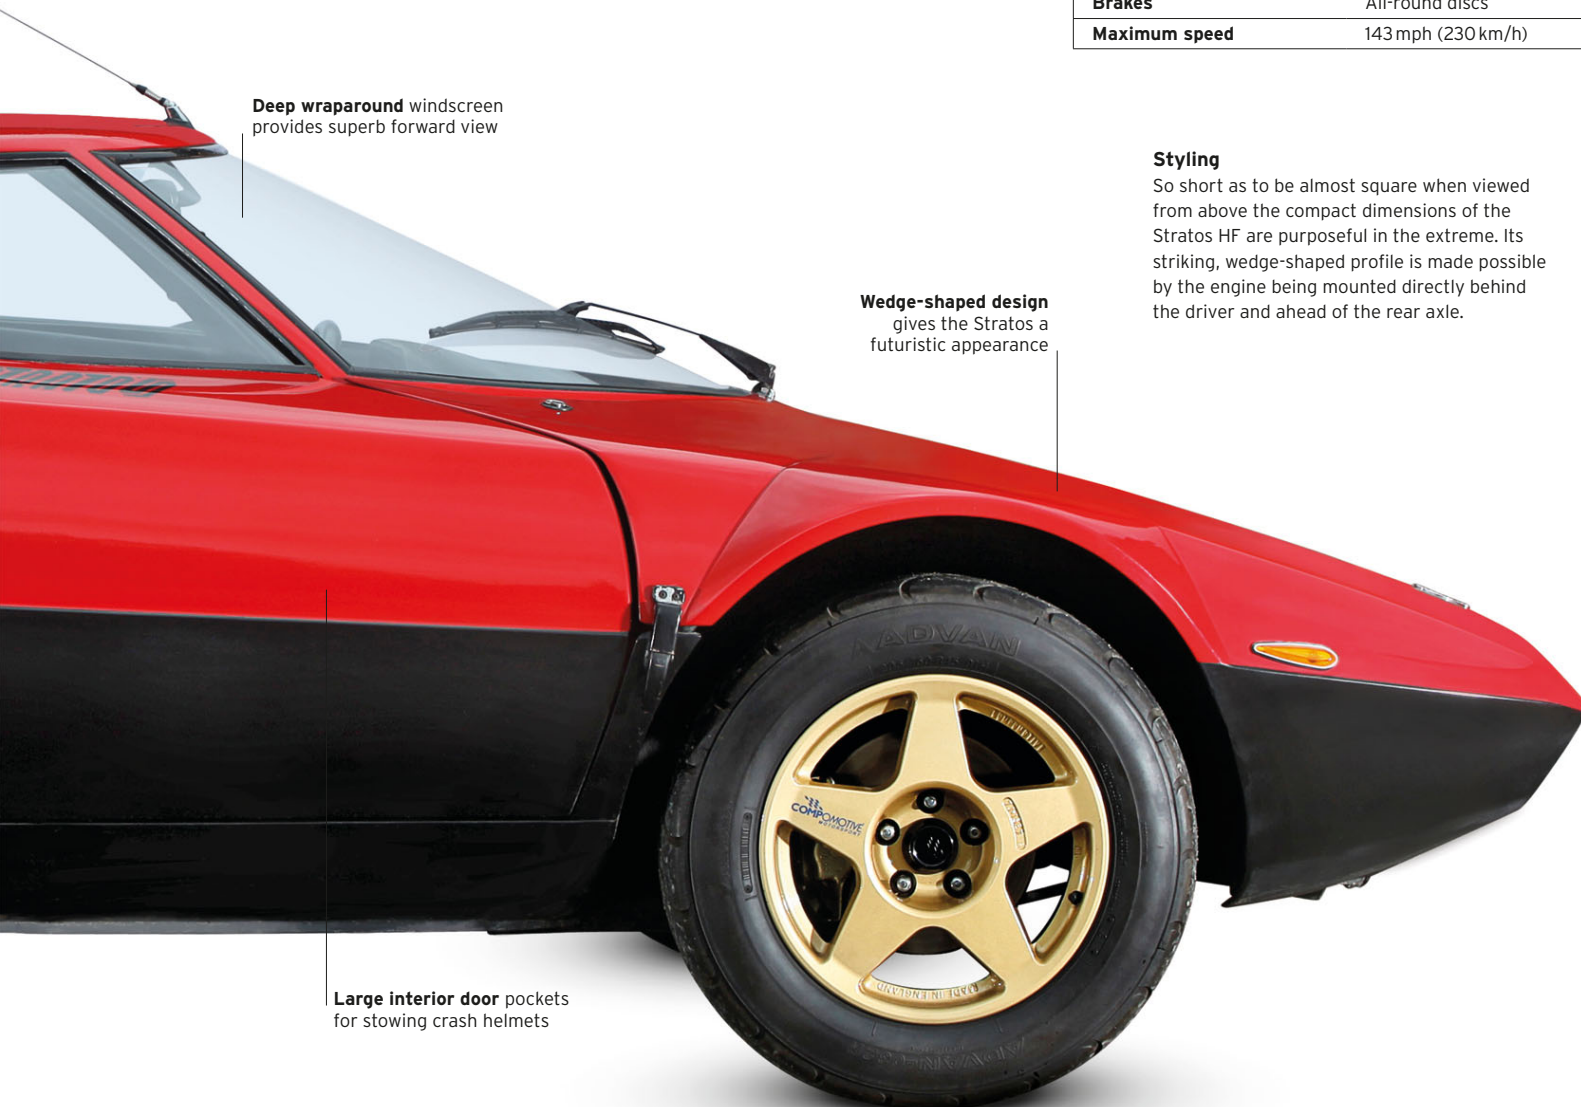 Brakes All-round discs
Maximum speed 143 mph (230 km/h)
Deep wraparound windscreen
provides superb forward view
Styling
So short as to be almost square when viewed
from above the compact dimensions of the
Stratos HF are purposeful in the extreme. Its
striking, wedge-shaped profile is made possible
by the engine being mounted directly behind
the driver and ahead of the rear axle.
Wedge-shaped design
gives the Stratos a
futuristic appearance
ADVAN
COMPOMOTIVE
MOTORSPORT
MADE IN ENGLAND
ADVAN
Large interior door pockets
for stowing crash helmets